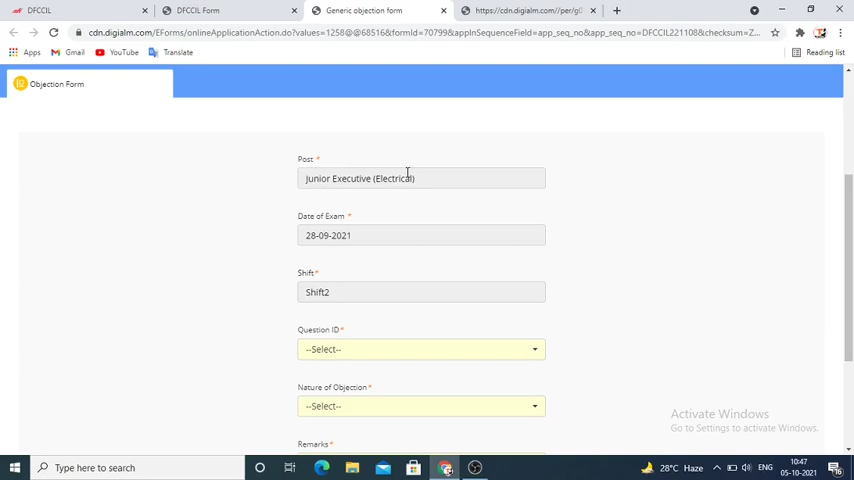 DFCCIL
DFCCIL Form
Generic objection form
https://cdn.digialm.com//per/g0
cdn.digialm.com/EForms/onlineApplicationAction.do?values=1258@@68516&formId=70799&appInSequenceField=app_seq_no&app_seq_no=DFCCIL221108&checksum=Z...
Apps
Gmail
YouTube
Translate
Reading list
Objection Form
Post *
Junior Executive (Electrical)
Date of Exam *
28-09-2021
Shift*
Shift2
Question ID*
--Select--
Nature of Objection*
--Select--
Remarks*
Activate Windows
Go to Settings to activate Windows.
Type here to search
28°C Haze
ENG
10:47
05-10-2021
16